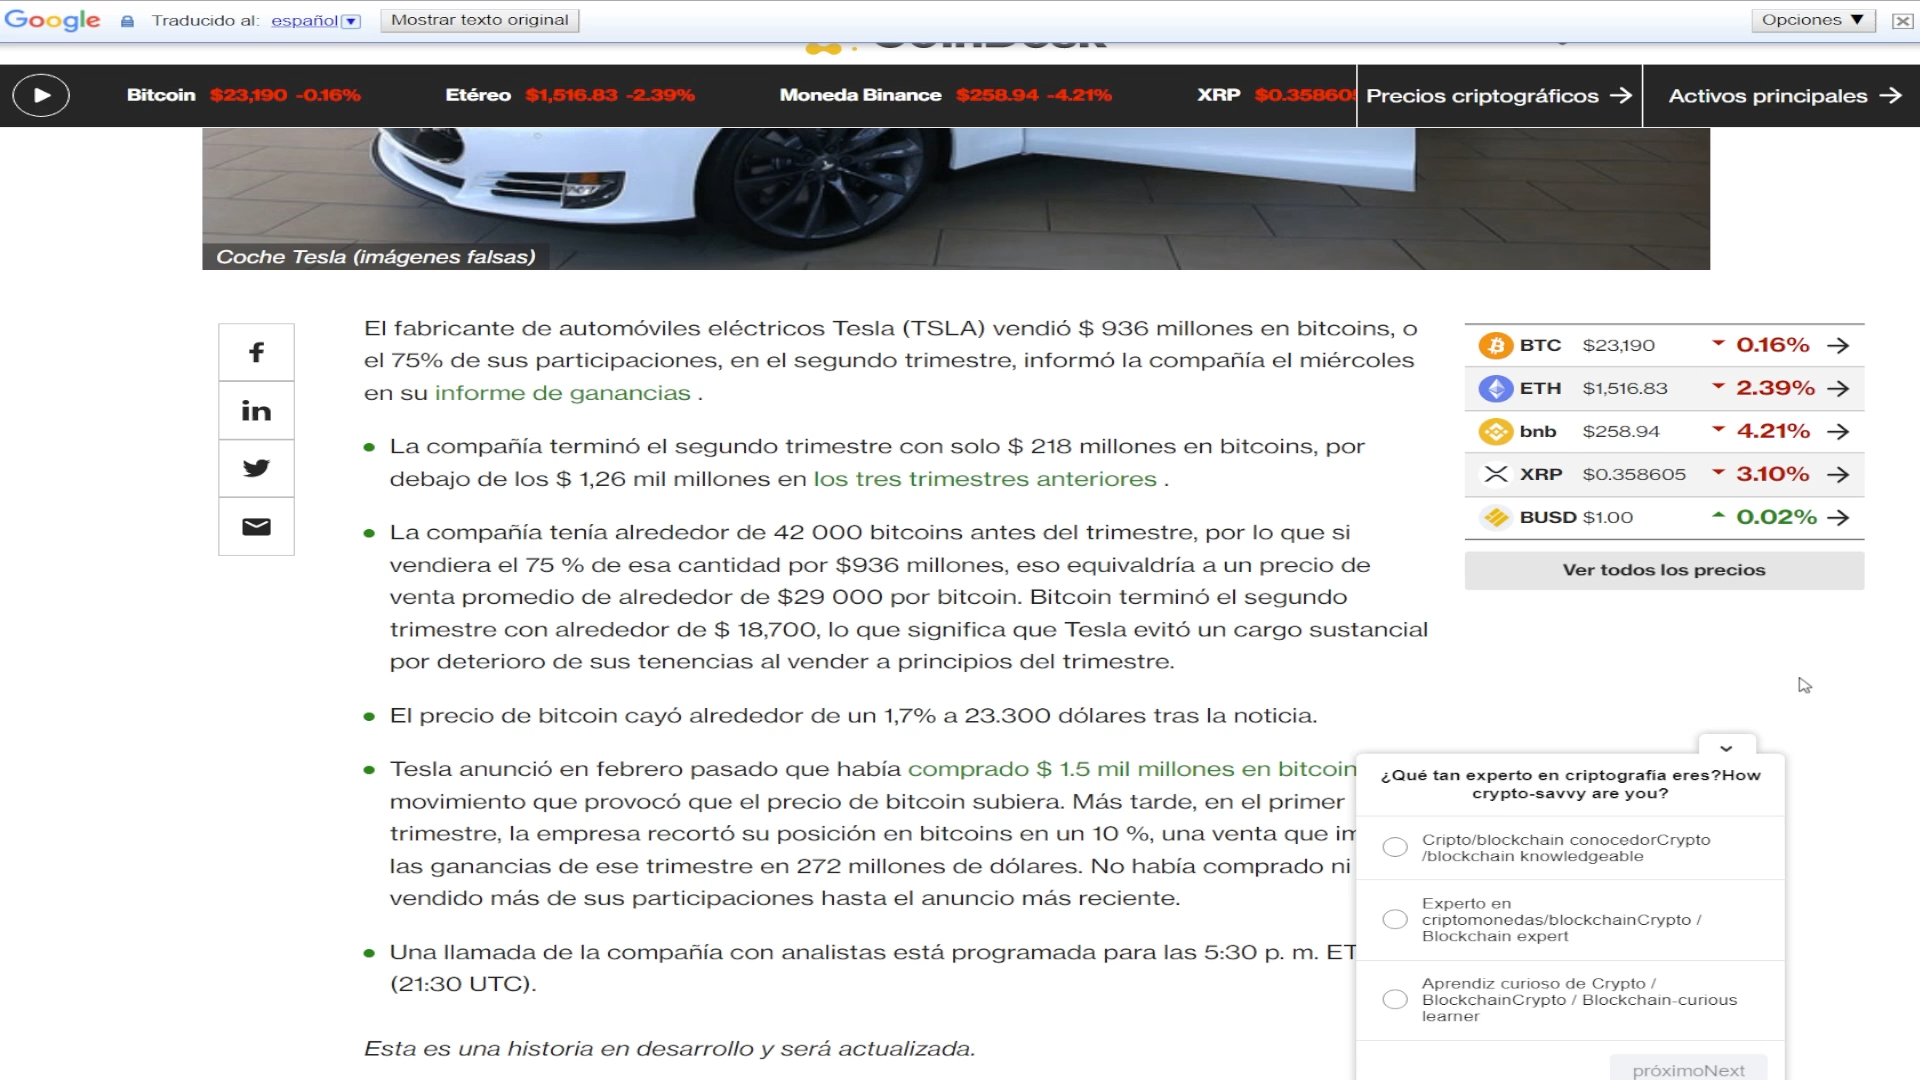 Google Traducido al: español Mostrar texto original Opciones ▼
CoinDesk
Bitcoin $23,190 -0.16% Etéreo $1,516.83 -2.39% Moneda Binance $258.94 -4.21% XRP $0.358605 Precios criptográficos → Activos principales →
Coche Tesla (imágenes falsas)
El fabricante de automóviles eléctricos Tesla (TSLA) vendió $ 936 millones en bitcoins, o
el 75% de sus participaciones, en el segundo trimestre, informó la compañía el miércoles
en su informe de ganancias .
La compañía terminó el segundo trimestre con solo $ 218 millones en bitcoins, por
debajo de los $ 1,26 mil millones en los tres trimestres anteriores .
La compañía tenía alrededor de 42 000 bitcoins antes del trimestre, por lo que si
vendiera el 75 % de esa cantidad por $936 millones, eso equivaldría a un precio de
venta promedio de alrededor de $29 000 por bitcoin. Bitcoin terminó el segundo
trimestre con alrededor de $ 18,700, lo que significa que Tesla evitó un cargo sustancial
por deterioro de sus tenencias al vender a principios del trimestre.
El precio de bitcoin cayó alrededor de un 1,7% a 23.300 dólares tras la noticia.
Tesla anunció en febrero pasado que había comprado $ 1.5 mil millones en bitcoin
movimiento que provocó que el precio de bitcoin subiera. Más tarde, en el primer
trimestre, la empresa recortó su posición en bitcoins en un 10 %, una venta que
las ganancias de ese trimestre en 272 millones de dólares. No había comprado ni
vendido más de sus participaciones hasta el anuncio más reciente.
Una llamada de la compañía con analistas está programada para las 5:30 p. m. ET
(21:30 UTC).
Esta es una historia en desarrollo y será actualizada.
BTC $23,190 0.16% →
ETH $1,516.83 2.39% →
bnb $258.94 4.21% →
XRP $0.358605 3.10% →
BUSD $1.00 0.02% →
Ver todos los precios
¿Qué tan experto en criptografía eres?How
crypto-savvy are you?
Cripto/blockchain conocedorCrypto
/blockchain knowledgeable
Experto en
criptomonedas/blockchainCrypto /
Blockchain expert
Aprendiz curioso de Crypto /
BlockchainCrypto / Blockchain-curious
learner
próximoNext